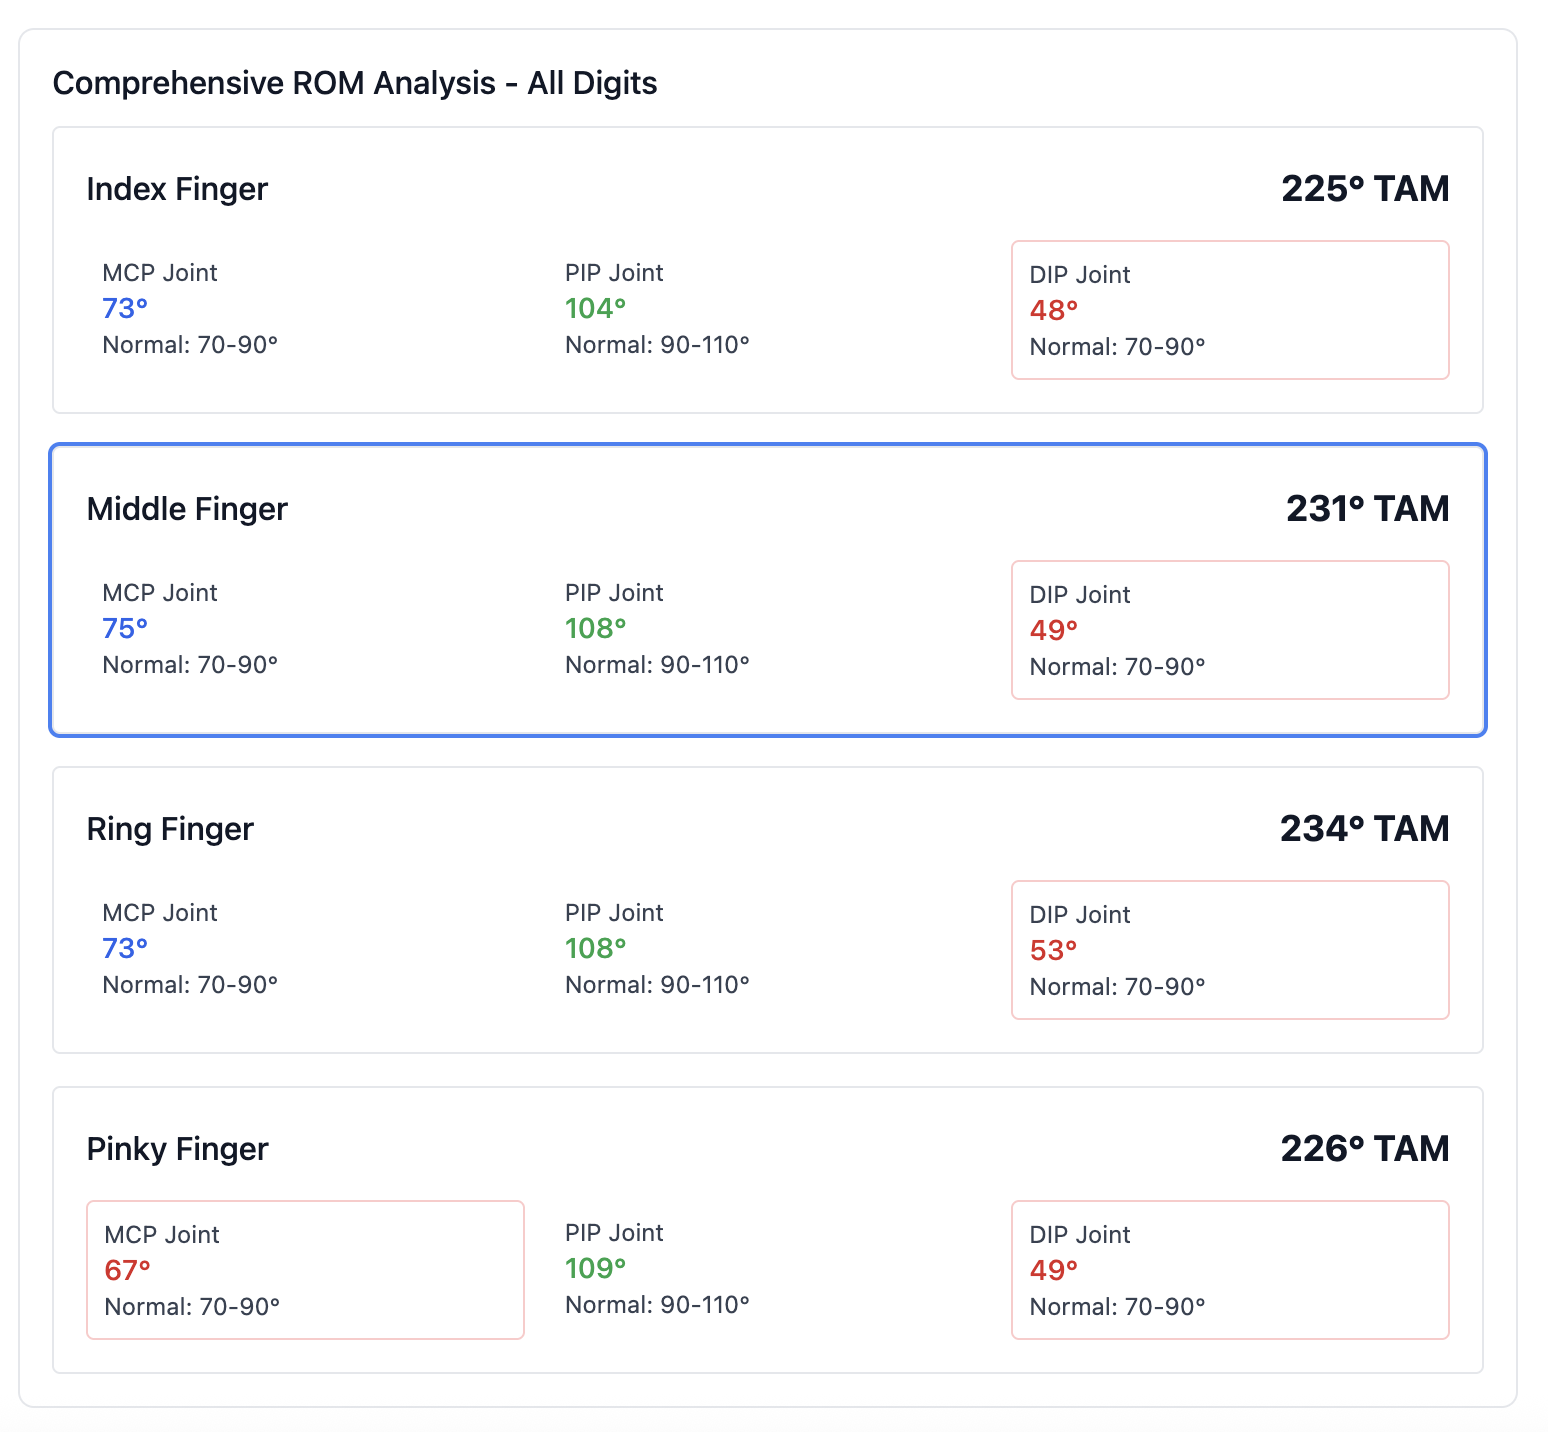 Comprehensive ROM Analysis - All Digits
Index Finger
225° TAM
MCP Joint
73°
Normal: 70-90°
PIP Joint
104°
Normal: 90-110°
DIP Joint
48°
Normal: 70-90°
Middle Finger
231° TAM
MCP Joint
75°
Normal: 70-90°
PIP Joint
108°
Normal: 90-110°
DIP Joint
49°
Normal: 70-90°
Ring Finger
234° TAM
MCP Joint
73°
Normal: 70-90°
PIP Joint
108°
Normal: 90-110°
DIP Joint
53°
Normal: 70-90°
Pinky Finger
226° TAM
MCP Joint
67°
Normal: 70-90°
PIP Joint
109°
Normal: 90-110°
DIP Joint
49°
Normal: 70-90°